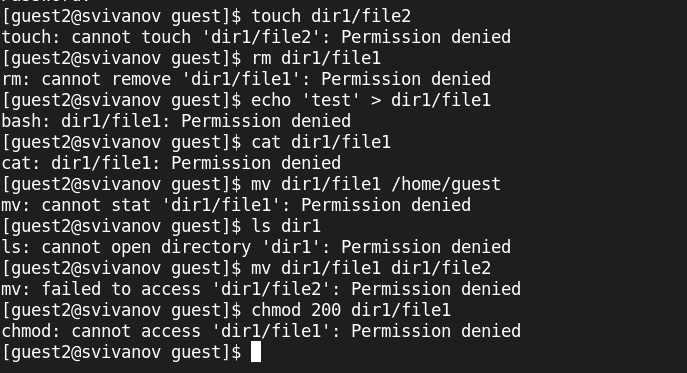 [guest2@svivanov guest]$ touch dir1/file2
touch: cannot touch 'dir1/file2': Permission denied
[guest2@svivanov guest]$ rm dir1/file1
rm: cannot remove 'dir1/file1': Permission denied
[guest2@svivanov guest]$ echo 'test' > dir1/file1
bash: dir1/file1: Permission denied
[guest2@svivanov guest]$ cat dir1/file1
cat: dir1/file1: Permission denied
[guest2@svivanov guest]$ mv dir1/file1 /home/guest
mv: cannot stat 'dir1/file1': Permission denied
[guest2@svivanov guest]$ ls dir1
ls: cannot open directory 'dir1': Permission denied
[guest2@svivanov guest]$ mv dir1/file1 dir1/file2
mv: failed to access 'dir1/file2': Permission denied
[guest2@svivanov guest]$ chmod 200 dir1/file1
chmod: cannot access 'dir1/file1': Permission denied
[guest2@svivanov guest]$